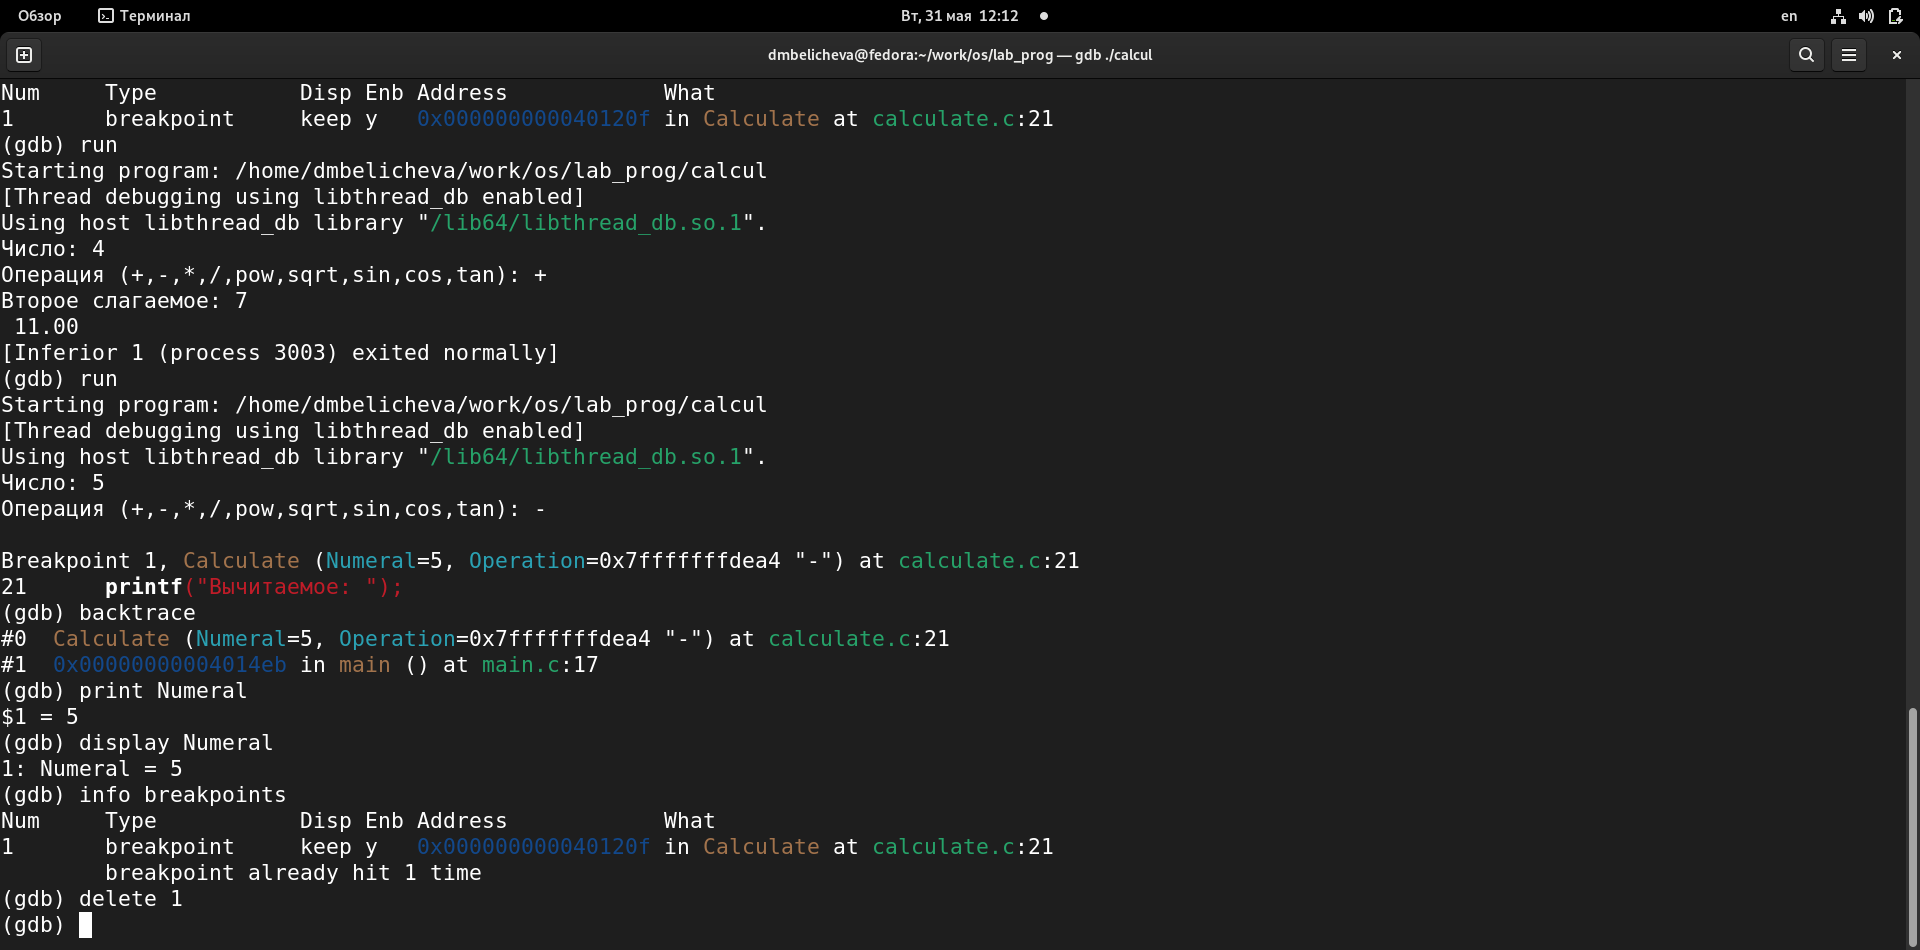 Обзор Терминал Вт, 31 мая 12:12 en
dmbelicheva@fedora:~/work/os/lab_prog — gdb ./calcul
Num     Type           Disp Enb Address            What
1       breakpoint     keep y   0x000000000040120f in Calculate at calculate.c:21
(gdb) run
Starting program: /home/dmbelicheva/work/os/lab_prog/calcul
[Thread debugging using libthread_db enabled]
Using host libthread_db library "/lib64/libthread_db.so.1".
Число: 4
Операция (+,-,*,/,pow,sqrt,sin,cos,tan): +
Второе слагаемое: 7
 11.00
[Inferior 1 (process 3003) exited normally]
(gdb) run
Starting program: /home/dmbelicheva/work/os/lab_prog/calcul
[Thread debugging using libthread_db enabled]
Using host libthread_db library "/lib64/libthread_db.so.1".
Число: 5
Операция (+,-,*,/,pow,sqrt,sin,cos,tan): -
Breakpoint 1, Calculate (Numeral=5, Operation=0x7fffffffdea4 "-") at calculate.c:21
21      printf("Вычитаемое: ");
(gdb) backtrace
#0  Calculate (Numeral=5, Operation=0x7fffffffdea4 "-") at calculate.c:21
#1  0x00000000004014eb in main () at main.c:17
(gdb) print Numeral
$1 = 5
(gdb) display Numeral
1: Numeral = 5
(gdb) info breakpoints
Num     Type           Disp Enb Address            What
1       breakpoint     keep y   0x000000000040120f in Calculate at calculate.c:21
        breakpoint already hit 1 time
(gdb) delete 1
(gdb)